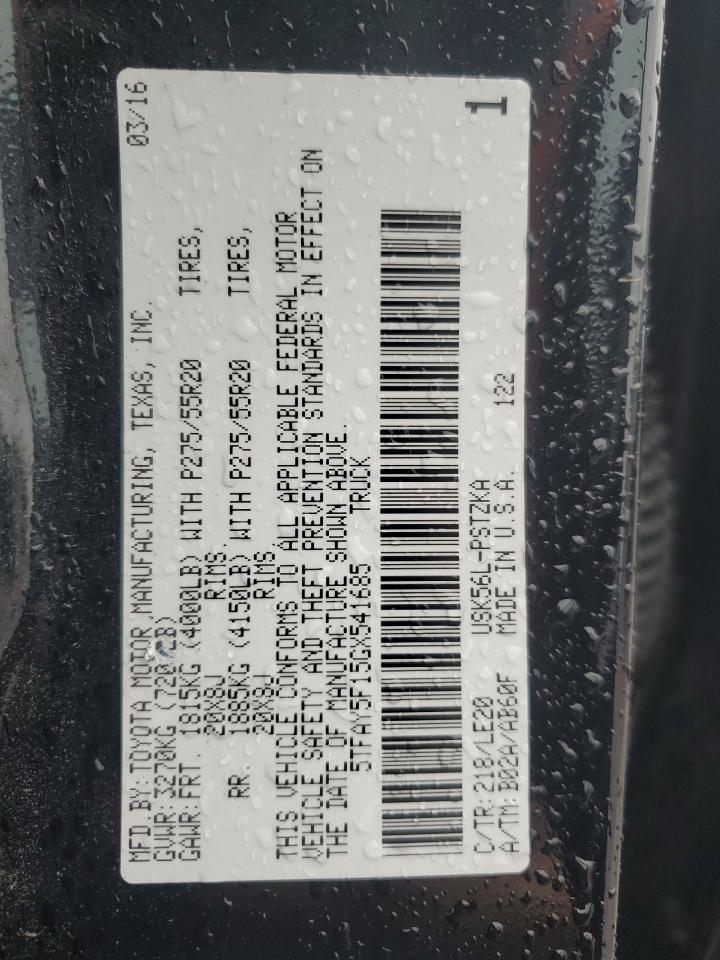 MFD.BY:TOYOTA MOTOR MANUFACTURING, TEXAS, INC. 03/16
GVWR:3270KG
GAWR:FRT. 1815KG (4000LB) WITH P275/55R20 TIRES,
20X8J RIMS,
RR. 1885KG (4150LB) WITH P275/55R20 TIRES,
20X8J RIMS.
THIS VEHICLE CONFORMS TO ALL APPLICABLE FEDERAL MOTOR
VEHICLE SAFETY AND THEFT PREVENTION STANDARDS IN EFFECT ON
THE DATE OF MANUFACTURE SHOWN ABOVE.
5TFAY5F15GX541685 TRUCK
C/TR:218/LE20 USK56L-PSTZKA
A/TM:B02A/AB60F MADE IN U.S.A. 122
1